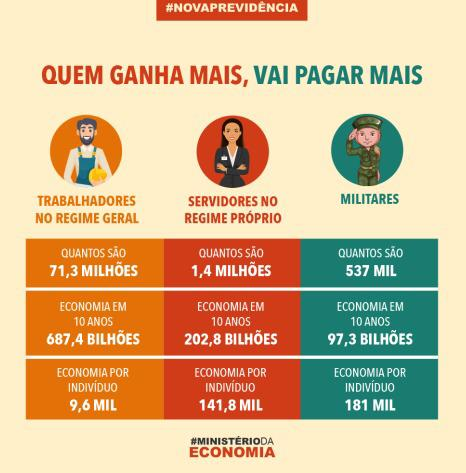 #NOVAPREVIDÊNCIA
QUEM GANHA MAIS, VAI PAGAR MAIS
TRABALHADORES
NO REGIME GERAL
SERVIDORES NO
REGIME PRÓPRIO
MILITARES
QUANTOS SÃO
71,3 MILHÕES
QUANTOS SÃO
1,4 MILHÕES
QUANTOS SÃO
537 MIL
ECONOMIA EM
10 ANOS
687,4 BILHÕES
ECONOMIA EM
10 ANOS
202,8 BILHÕES
ECONOMIA EM
10 ANOS
97,3 BILHÕES
ECONOMIA POR
INDIVÍDUO
9,6 MIL
ECONOMIA POR
INDIVÍDUO
141,8 MIL
ECONOMIA POR
INDIVÍDUO
181 MIL
#MINISTÉRIODA
ECONOMIA